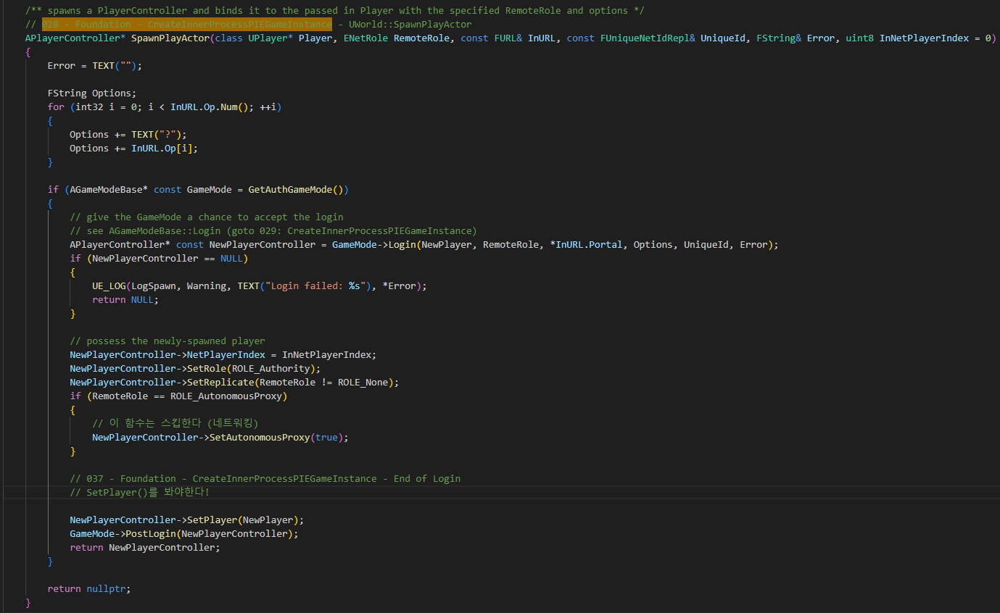 /** spawns a PlayerController and binds it to the passed in Player with the specified RemoteRole and options */
// 028 - Foundation - CreateInnerProcessPIEGameInstance - UWorld::SpawnPlayActor
APlayerController* SpawnPlayActor(class UPlayer* Player, ENetRole RemoteRole, const FURL& InURL, const FUniqueNetIdRepl& UniqueId, FString& Error, uint8 InNetPlayerIndex = 0)
{
Error = TEXT("");
FString Options;
for (int32 i = 0; i < InURL.Op.Num(); ++i)
{
Options += TEXT("?");
Options += InURL.Op[i];
}
if (AGameModeBase* const GameMode = GetAuthGameMode())
{
// give the GameMode a chance to accept the login
// see AGameModeBase::Login (goto 029: CreateInnerProcessPIEGameInstance)
APlayerController* const NewPlayerController = GameMode->Login(NewPlayer, RemoteRole, *InURL.Portal, Options, UniqueId, Error);
if (NewPlayerController == NULL)
{
UE_LOG(LogSpawn, Warning, TEXT("Login failed: %s"), *Error);
return NULL;
}
// possess the newly-spawned player
NewPlayerController->NetPlayerIndex = InNetPlayerIndex;
NewPlayerController->SetRole(ROLE_Authority);
NewPlayerController->SetReplicate(RemoteRole != ROLE_None);
if (RemoteRole == ROLE_AutonomousProxy)
{
// 이 함수는 스킵한다 (네트워킹)
NewPlayerController->SetAutonomousProxy(true);
}
// 037 - Foundation - CreateInnerProcessPIEGameInstance - End of Login
// SetPlayer()를 봐야한다!
NewPlayerController->SetPlayer(NewPlayer);
GameMode->PostLogin(NewPlayerController);
return NewPlayerController;
}
return nullptr;
}